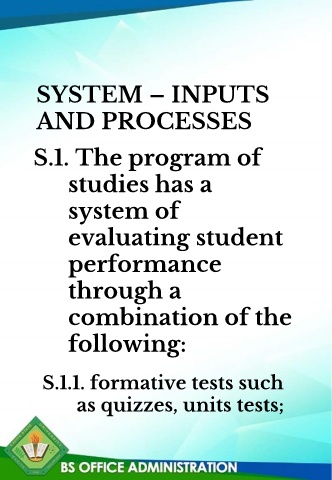 SYSTEM – INPUTS
AND PROCESSES
S.1. The program of
studies has a
system of
evaluating student
performance
through a
combination of the
following:
S.1.1. formative tests such
as quizzes, units tests;
BS OFFICE ADMINISTRATION